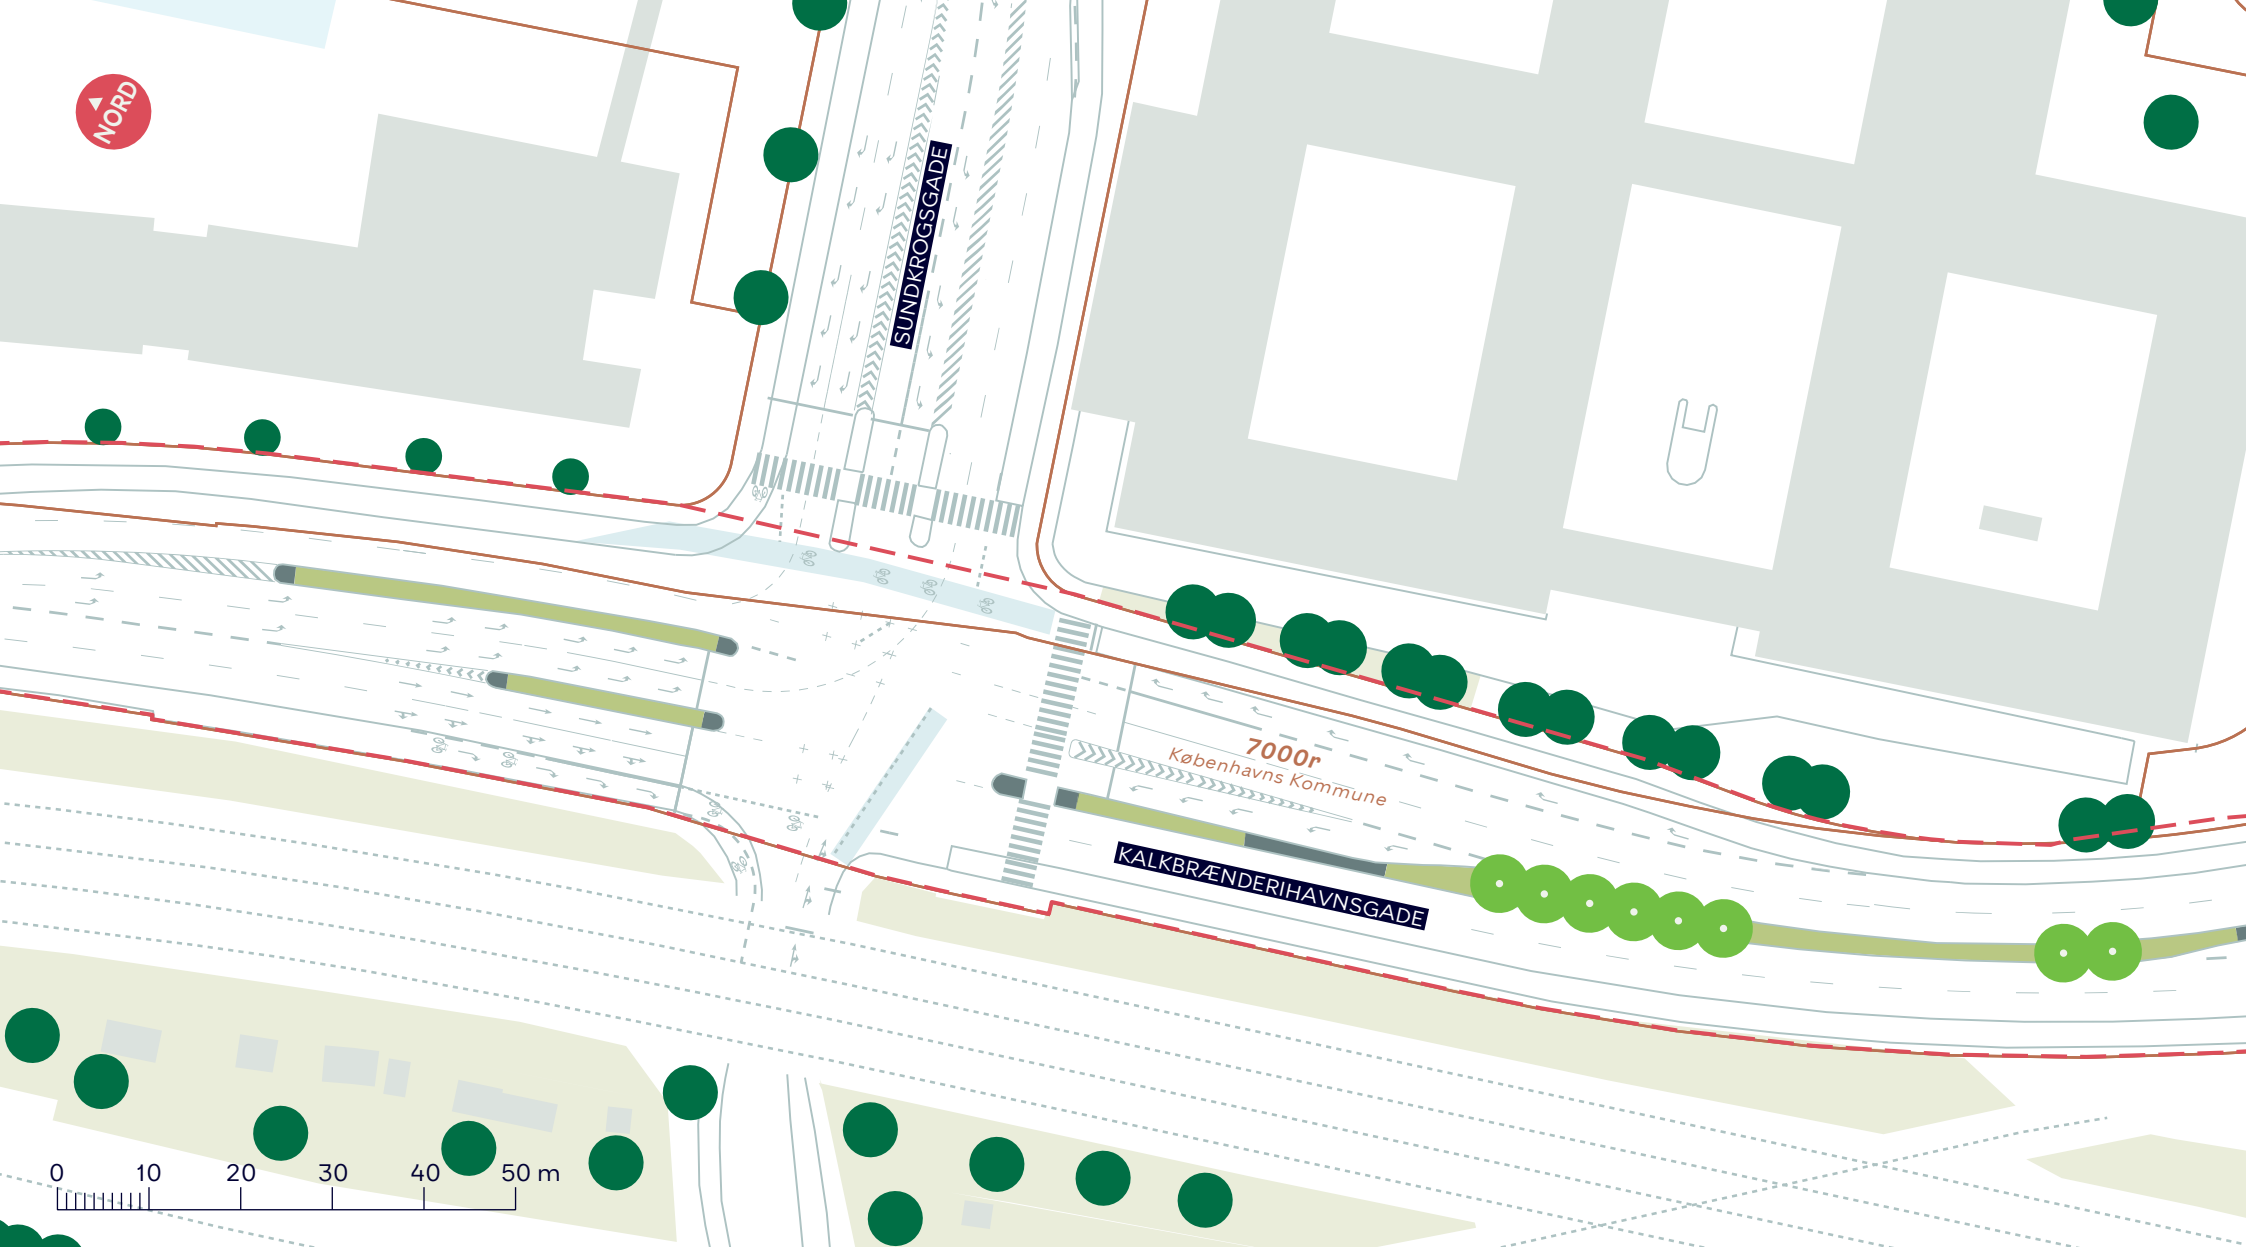 NORD
SUNDKROGSGADE
7000r
Københavns Kommune
KALKBRÆNDERIHAVNSGADE
0 10 20 30 40 50 m